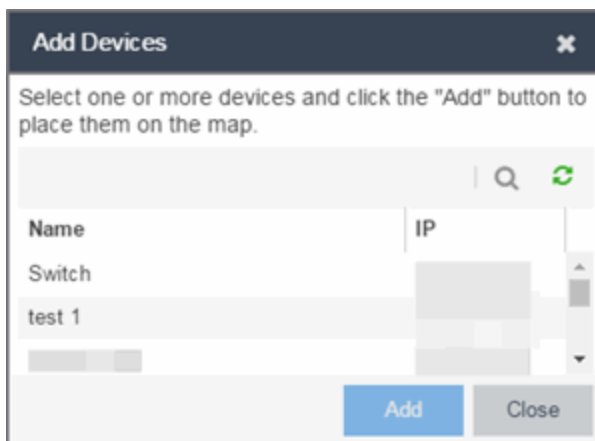 Add Devices
Select one or more devices and click the "Add" button to
place them on the map.
Name IP
Switch
test 1
Add Close